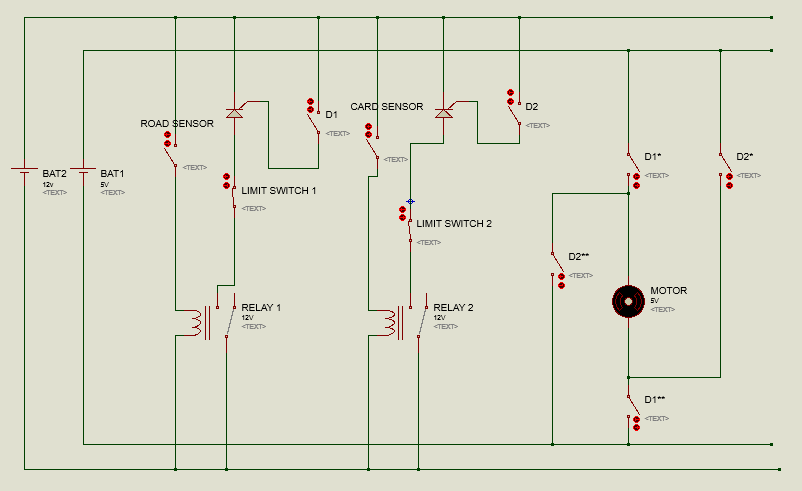 D1
CARD SENSOR
D2
<TEXT>
ROAD SENSOR
<TEXT>
<TEXT>
<TEXT>
D1*
<TEXT>
D2*
<TEXT>
BAT2
12v
<TEXT>
BAT1
5V
<TEXT>
LIMIT SWITCH 1
<TEXT>
LIMIT SWITCH 2
<TEXT>
D2**
<TEXT>
MOTOR
5V
<TEXT>
RELAY 1
12V
<TEXT>
RELAY 2
12V
<TEXT>
D1**
<TEXT>